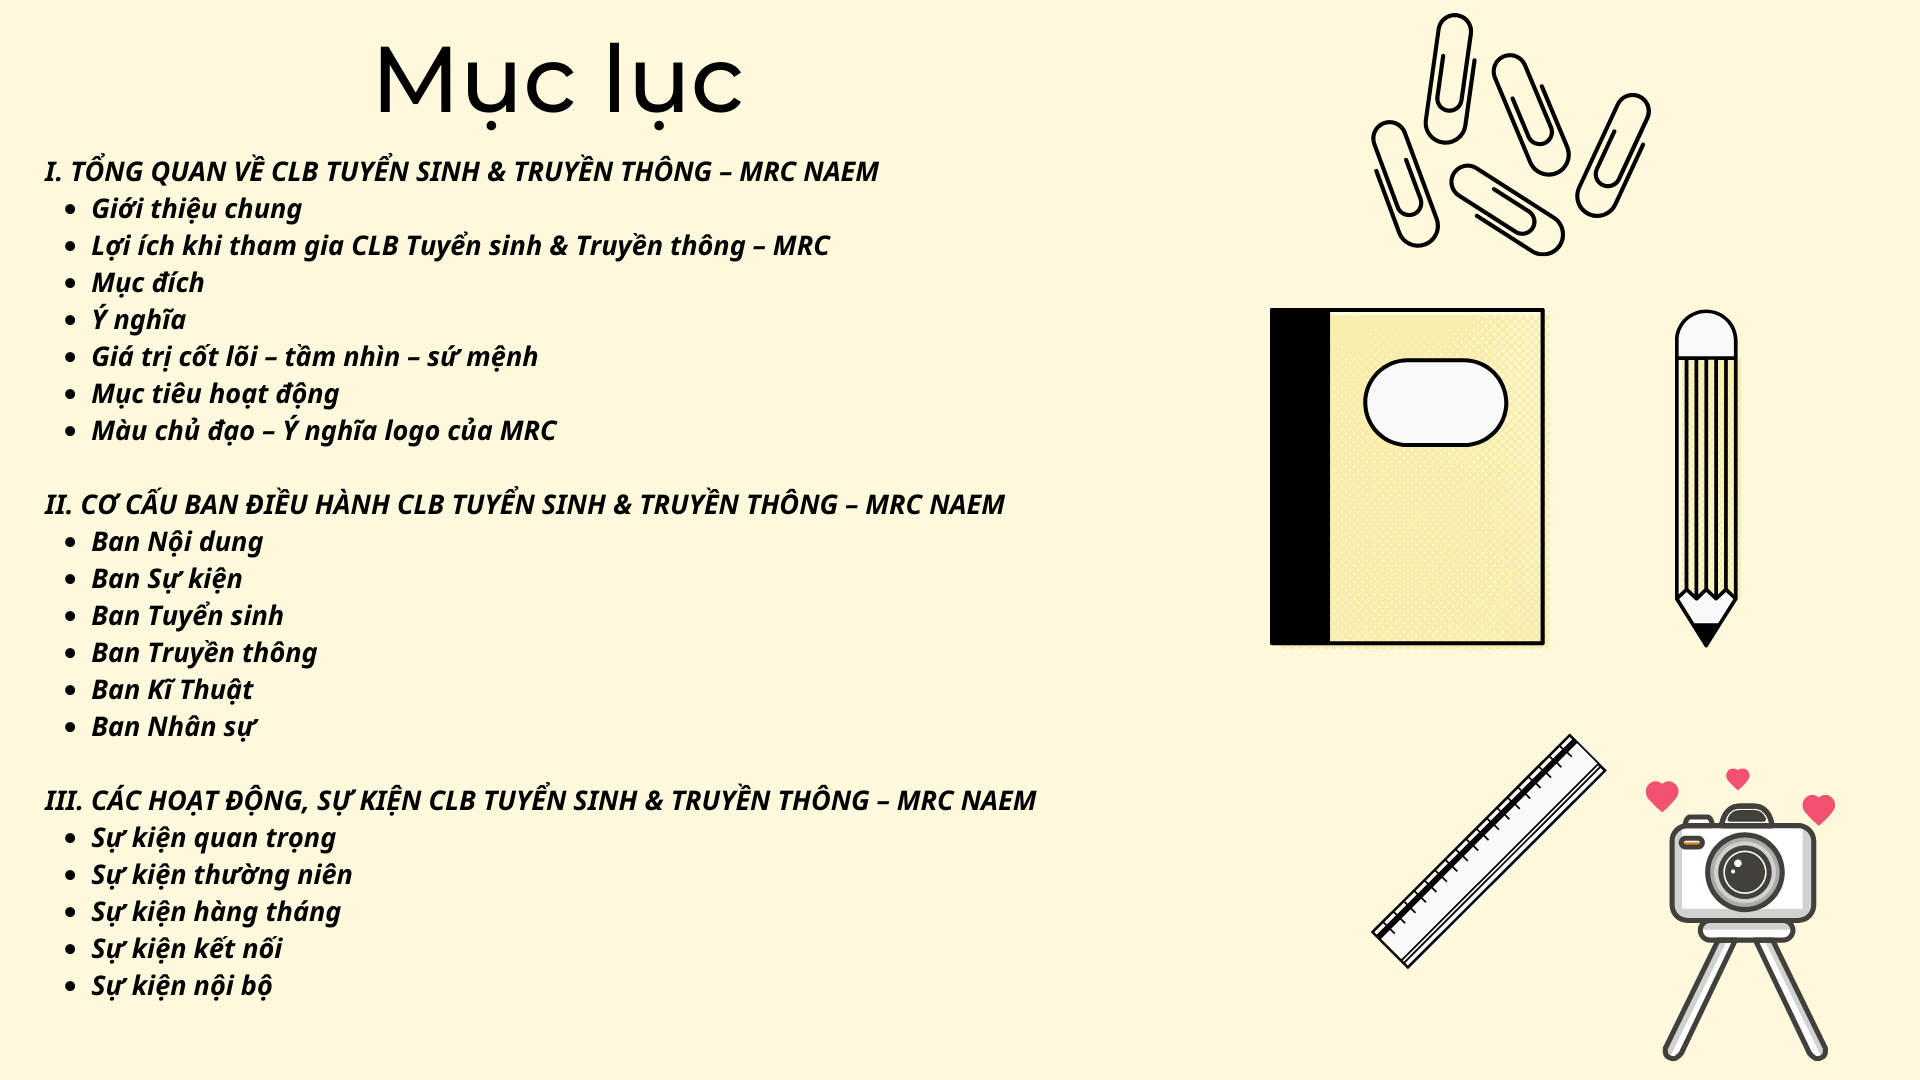 Mục lục
I. TỔNG QUAN VỀ CLB TUYỂN SINH & TRUYỀN THÔNG – MRC NAEM
• Giới thiệu chung
• Lợi ích khi tham gia CLB Tuyển sinh & Truyền thông – MRC
• Mục đích
• Ý nghĩa
• Giá trị cốt lõi – tầm nhìn – sứ mệnh
• Mục tiêu hoạt động
• Màu chủ đạo – Ý nghĩa logo của MRC
II. CƠ CẤU BAN ĐIỀU HÀNH CLB TUYỂN SINH & TRUYỀN THÔNG – MRC NAEM
• Ban Nội dung
• Ban Sự kiện
• Ban Tuyển sinh
• Ban Truyền thông
• Ban Kĩ Thuật
• Ban Nhân sự
III. CÁC HOẠT ĐỘNG, SỰ KIỆN CLB TUYỂN SINH & TRUYỀN THÔNG – MRC NAEM
• Sự kiện quan trọng
• Sự kiện thường niên
• Sự kiện hàng tháng
• Sự kiện kết nối
• Sự kiện nội bộ